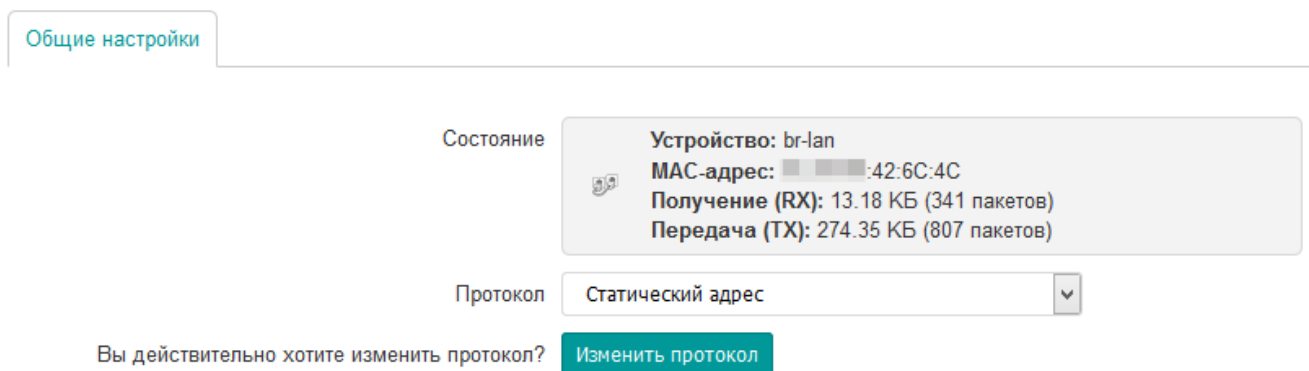 Общие настройки
Состояние
Устройство: br-lan
MAC-адрес: :42:6C:4C
Получение (RX): 13.18 КБ (341 пакетов)
Передача (TX): 274.35 КБ (807 пакетов)
Протокол Статический адрес
Вы действительно хотите изменить протокол? Изменить протокол